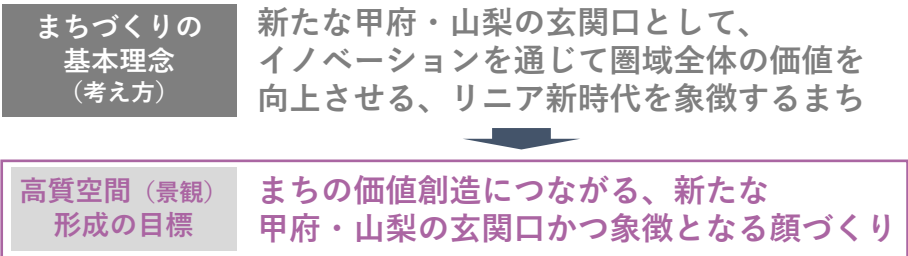 まちづくりの
基本理念
（考え方）
新たな甲府・山梨の玄関口として、
イノベーションを通じて圏域全体の価値を
向上させる、リニア新時代を象徴するまち
高質空間（景観）
形成の目標
まちの価値創造につながる、新たな
甲府・山梨の玄関口かつ象徴となる顔づくり